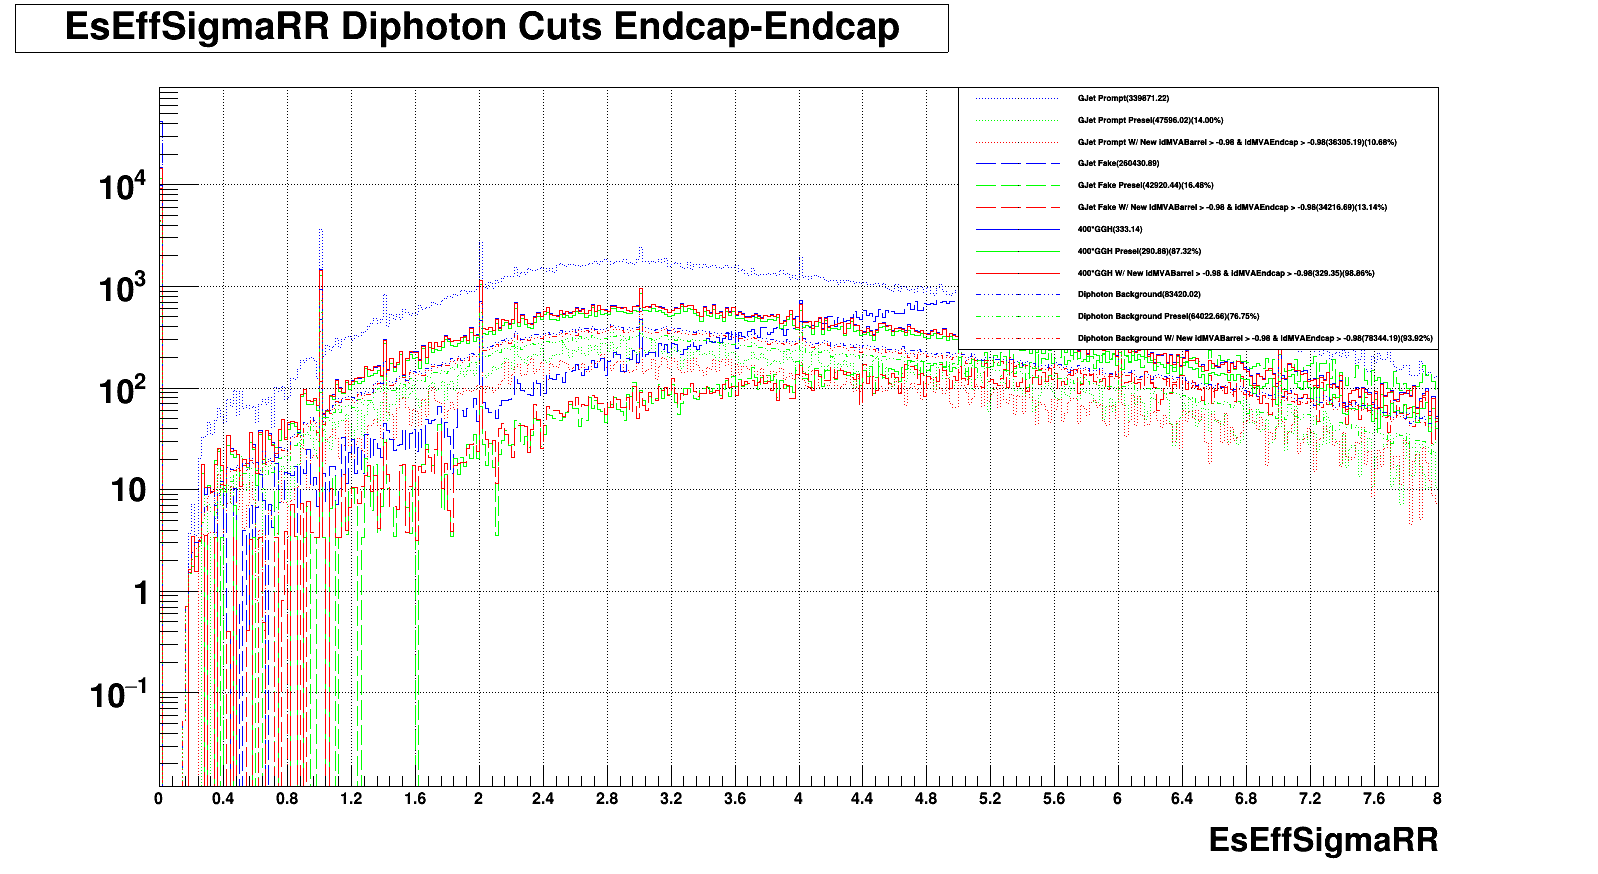 EsEffSigmaRR Diphoton Cuts Endcap-Endcap
GJet Prompt(339871.22)
GJet Prompt Presel(47596.02)(14.00%)
GJet Prompt W/ New idMVABarrel > -0.98 & idMVAEndcap > -0.98(36305.19)(10.68%)
GJet Fake(260430.89)
GJet Fake Presel(42920.44)(16.48%)
GJet Fake W/ New idMVABarrel > -0.98 & idMVAEndcap > -0.98(34216.69)(13.14%)
400*GGH(333.14)
400*GGH Presel(290.88)(87.32%)
400*GGH W/ New idMVABarrel > -0.98 & idMVAEndcap > -0.98(329.35)(98.86%)
Diphoton Background(83420.02)
Diphoton Background Presel(64022.66)(76.75%)
Diphoton Background W/ New idMVABarrel > -0.98 & idMVAEndcap > -0.98(78344.19)(93.92%)
10^4
10^3
10^2
10
1
10^−1
0 0.4 0.8 1.2 1.6 2 2.4 2.8 3.2 3.6 4 4.4 4.8 5.2 5.6 6 6.4 6.8 7.2 7.6 8
EsEffSigmaRR